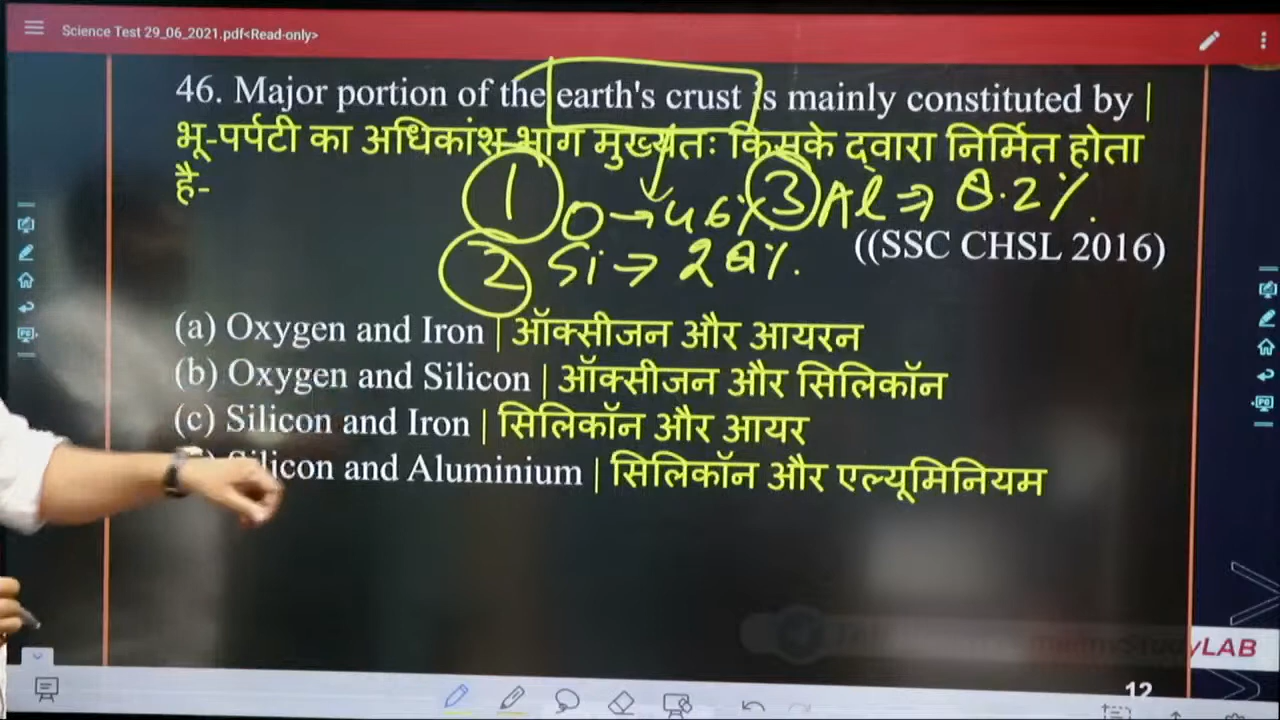 Science Test 29_06_2021.pdf<Read-only>
46. Major portion of the earth's crust is mainly constituted by |
भू-पर्पटी का अधिकांश भाग मुख्यतः किसके द्वारा निर्मित होता
है-
1 O → 46% 3 Al ⇒ 8.2%.
2 Si → 28%.
((SSC CHSL 2016)
(a) Oxygen and Iron | ऑक्सीजन और आयरन
(b) Oxygen and Silicon | ऑक्सीजन और सिलिकॉन
(c) Silicon and Iron | सिलिकॉन और आयर
Silicon and Aluminium | सिलिकॉन और एल्यूमिनियम
yLAB
12